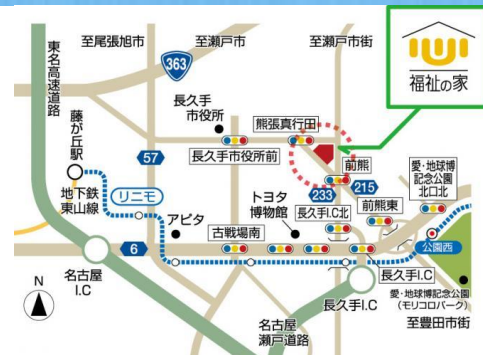 至尾張旭市
至瀬戸市
至瀬戸市街
363
福祉の家
東名高速道路
長久手
市役所
熊張真行田
藤が丘駅
長久手市役所前
前熊
愛・地球博
記念公園
北口北
57
233
215
地下鉄
東山線
リニモ
トヨタ
博物館
長久手I.C北
前熊東
アピタ
古戦場南
公園西
6
名古屋
I.C
長久手I.C
長久手I.C
愛・地球博記念公園
(モリコロパーク)
N
名古屋
瀬戸道路
至豊田市街